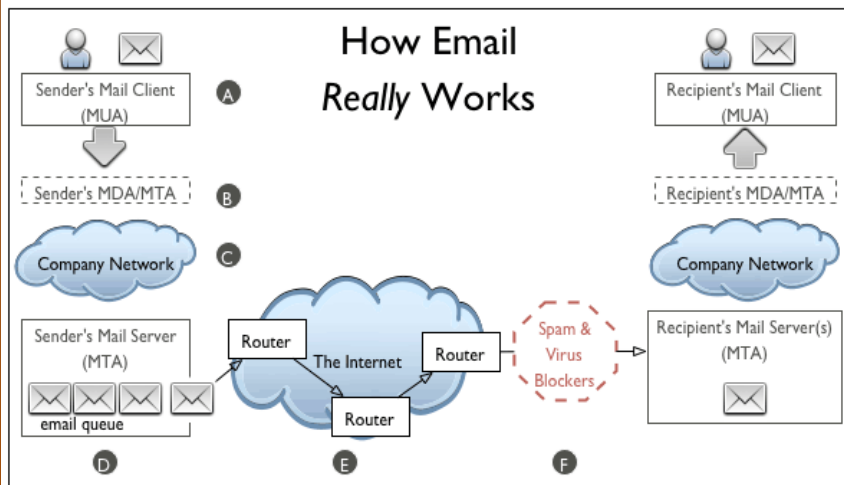 How Email
Really Works
Sender's Mail Client
(MUA)
A
Recipient's Mail Client
(MUA)
Sender's MDA/MTA
B
Recipient's MDA/MTA
Company Network
C
Company Network
Sender's Mail Server
(MTA)
email queue
Router
The Internet
Router
Router
Spam &
Virus
Blockers
Recipient's Mail Server(s)
(MTA)
D
E
F